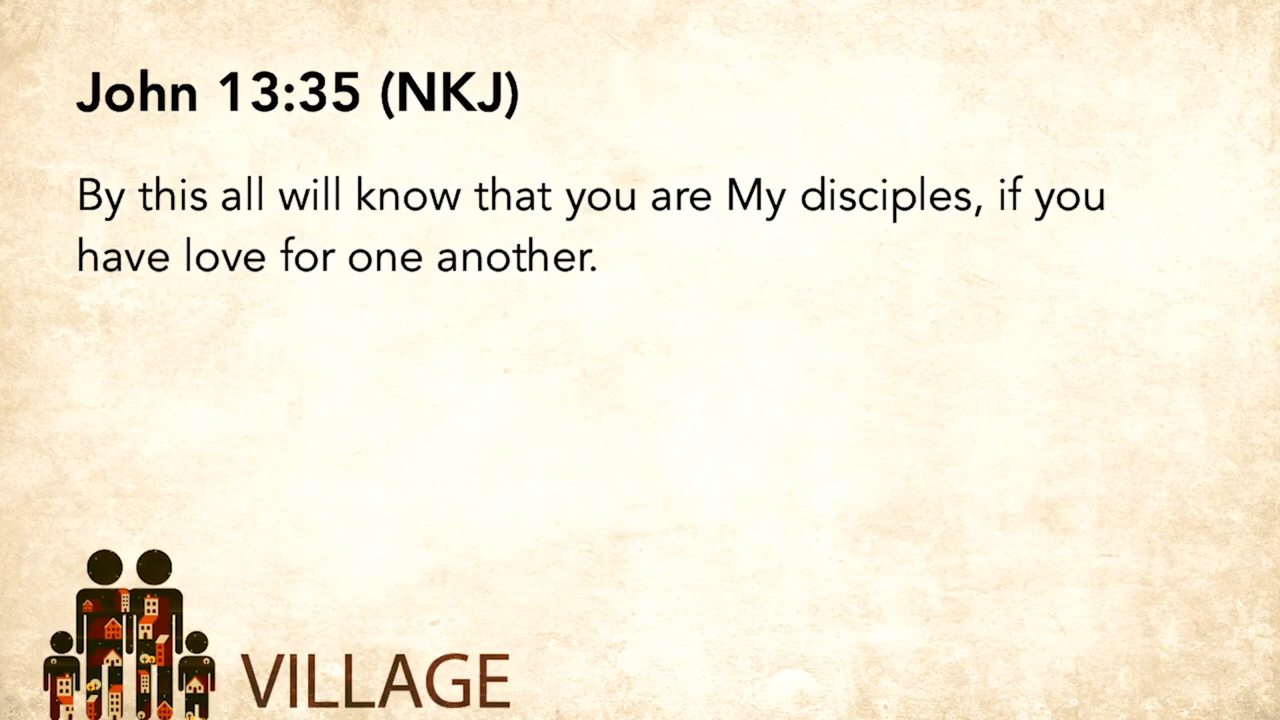 John 13:35 (NKJ)
By this all will know that you are My disciples, if you
have love for one another.
VILLAGE